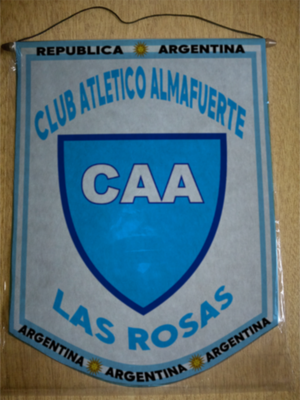 REPUBLICA ARGENTINA
CLUB ATLETICO ALMAFUERTE
CAA
LAS ROSAS
ARGENTINA ARGENTINA ARGENTINA